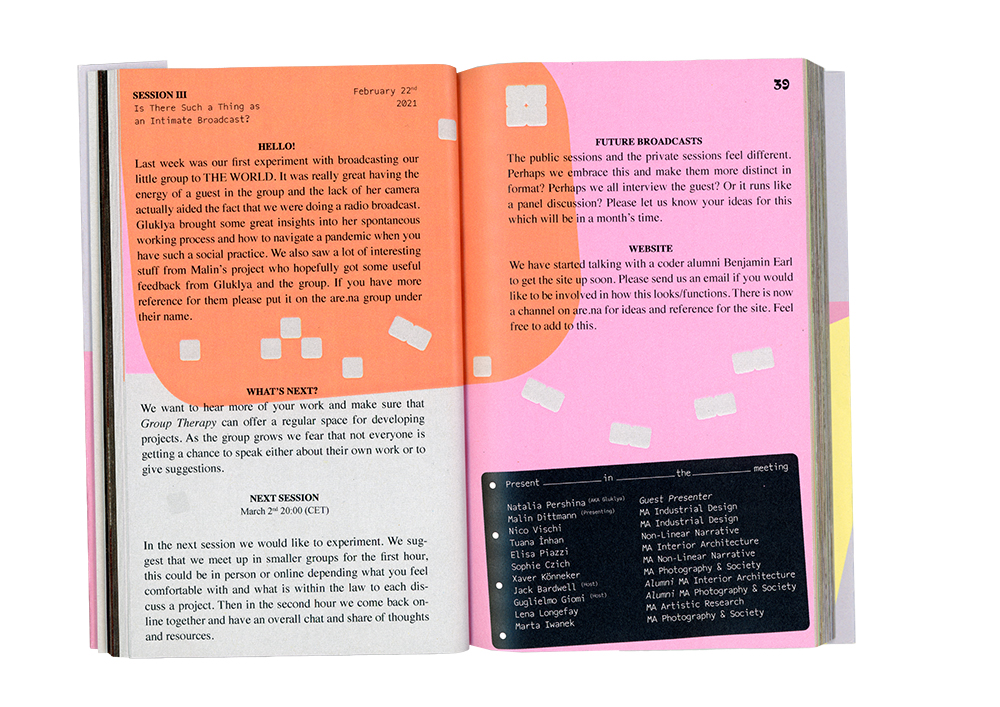 SESSION III
Is There Such a Thing as
an Intimate Broadcast?
February 22nd
2021
HELLO!
Last week was our first experiment with broadcasting our
little group to THE WORLD. It was really great having the
energy of a guest in the group and the lack of her camera
actually aided the fact that we were doing a radio broadcast.
Gluklya brought some great insights into her spontaneous
working process and how to navigate a pandemic when you
have such a social practice. We also saw a lot of interesting
stuff from Malin's project who hopefully got some useful
feedback from Gluklya and the group. If you have more
reference for them please put it on the are.na group under
their name.
WHAT'S NEXT?
We want to hear more of your work and make sure that
Group Therapy can offer a regular space for developing
projects. As the group grows we fear that not everyone is
getting a chance to speak either about their own work or to
give suggestions.
NEXT SESSION
March 2nd 20:00 (CET)
In the next session we would like to experiment. We sug-
gest that we meet up in smaller groups for the first hour,
this could be in person or online depending what you feel
comfortable with and what is within the law to each dis-
cuss a project. Then in the second hour we come back on-
line together and have an overall chat and share of thoughts
and resources.
39
FUTURE BROADCASTS
The public sessions and the private sessions feel different.
Perhaps we embrace this and make them more distinct in
format? Perhaps we all interview the guest? Or it runs like
a panel discussion? Please let us know your ideas for this
which will be in a month's time.
WEBSITE
We have started talking with a coder alumni Benjamin Earl
to get the site up soon. Please send us an email if you would
like to be involved in how this looks/functions. There is now
a channel on are.na for ideas and reference for the site. Feel
free to add to this.
Present __________ in __________ the __________ meeting
Natalia Pershina (AKA Gluklya) Guest Presenter
Malin Dittmann (Presenting) MA Industrial Design
Nico Vischi MA Industrial Design
Tuana İnhan Non-Linear Narrative
Elisa Piazzi MA Interior Architecture
Sophie Czich MA Non-Linear Narrative
Xaver Könneker MA Photography & Society
Jack Bardwell (Host) Alumni MA Interior Architecture
Guglielmo Giomi (Host) Alumni MA Photography & Society
Lena Longefay MA Artistic Research
Marta Iwanek MA Photography & Society